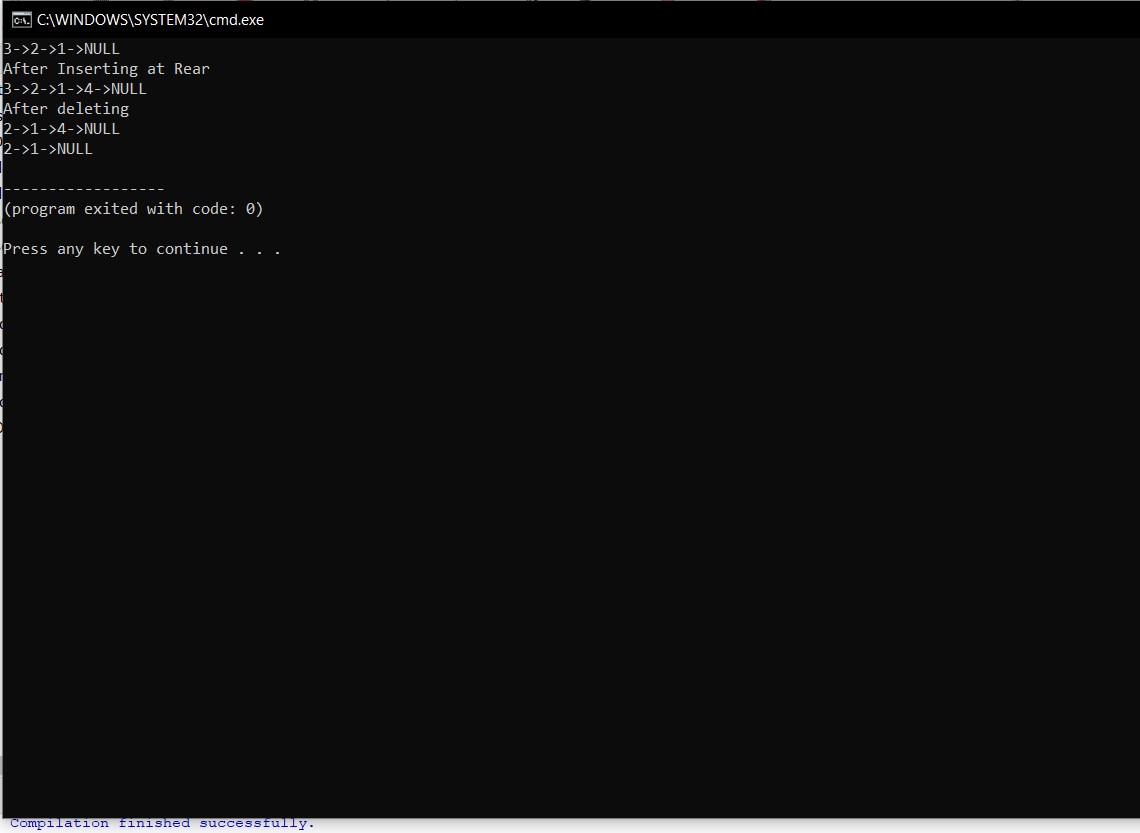 C:\WINDOWS\SYSTEM32\cmd.exe
3->2->1->NULL
After Inserting at Rear
3->2->1->4->NULL
After deleting
2->1->4->NULL
2->1->NULL
------------------
(program exited with code: 0)
Press any key to continue . . .
Compilation finished successfully.